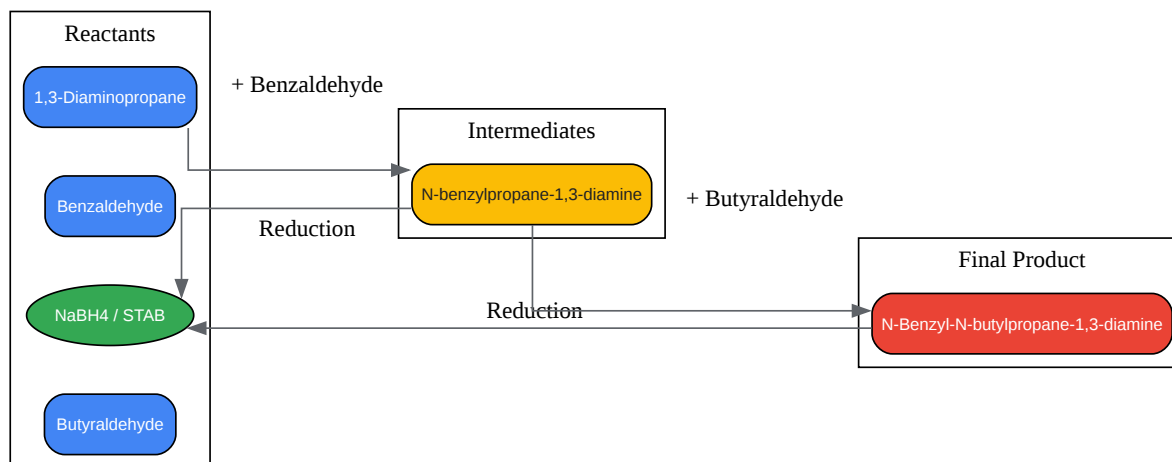 Reactants
1,3-Diaminopropane
+ Benzaldehyde
Intermediates
N-benzylpropane-1,3-diamine
Benzaldehyde
+ Butyraldehyde
Reduction
Final Product
NaBH4 / STAB
Reduction
N-Benzyl-N-butylpropane-1,3-diamine
Butyraldehyde